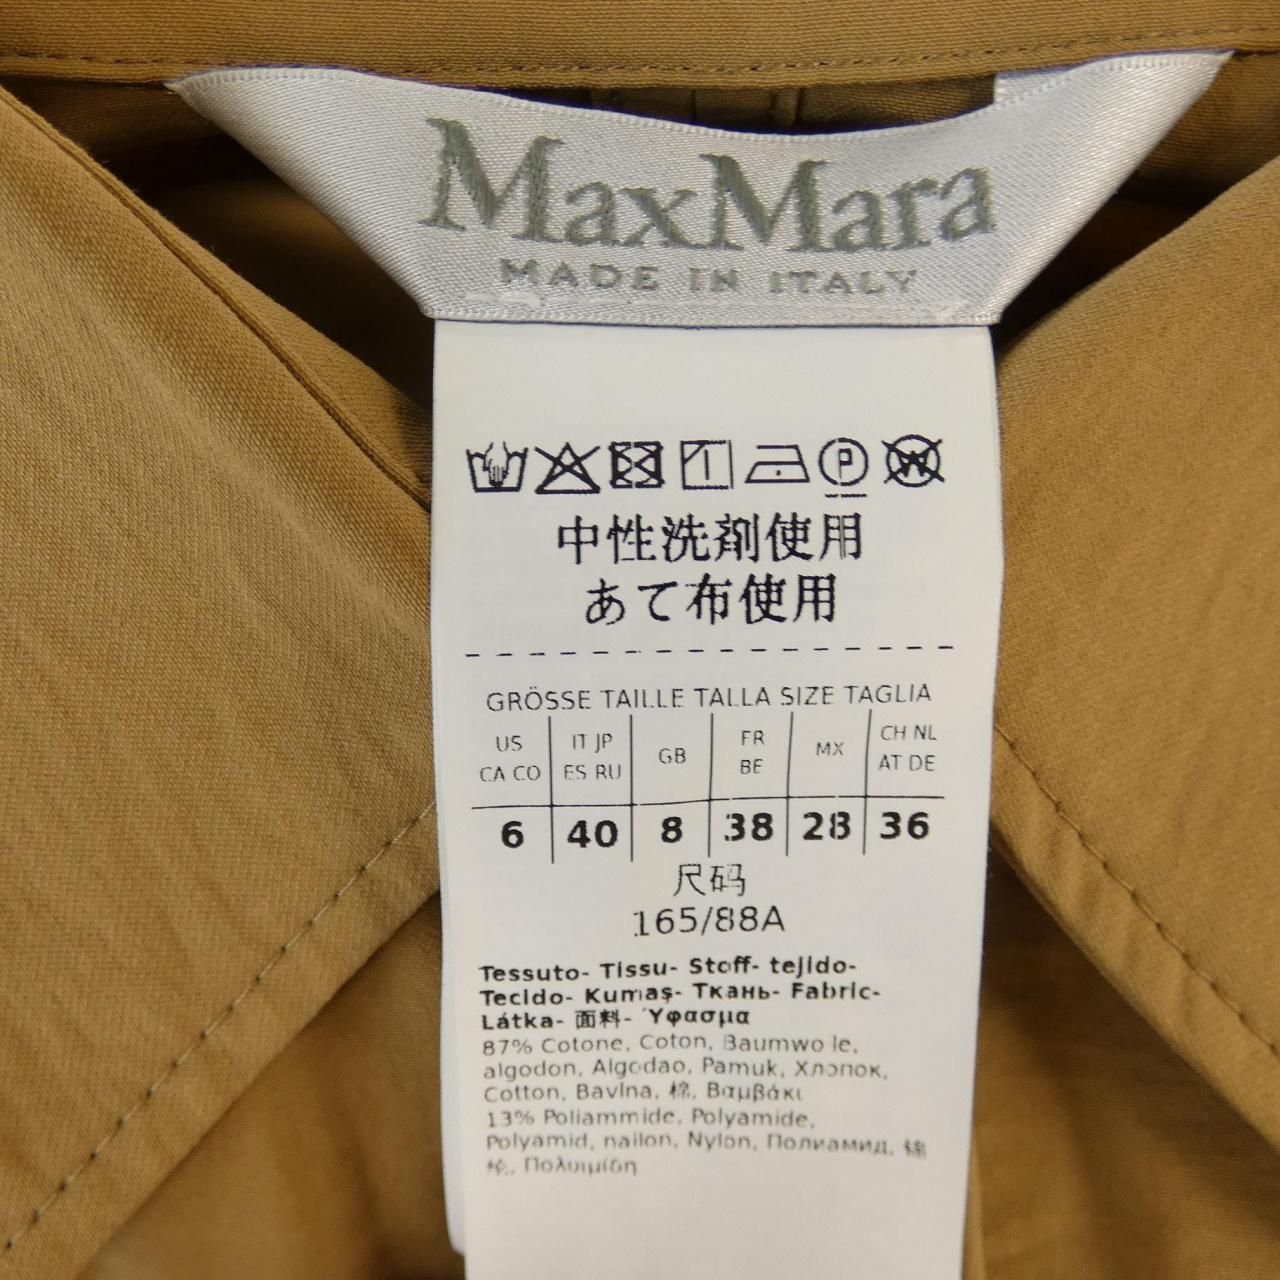 MaxMara
MADE IN ITALY
中性洗剤使用
あて布使用
GRÖSSE TAILLE TALLA SIZE TAGLIA
US CA CO IT JP ES RU GB FR BE MX CH NL AT DE
6 40 8 38 28 36
尺码
165/88A
Tessuto- Tissu- Stoff- tejido-
Tecido- Kumaş- Ткань- Fabric-
Látka- 面料- Ύφασμα
87% Cotone, Coton, Baumwo le,
algodon, Algodao, Pamuk, Хлопок,
Cotton, Bavlna, 棉, Βαμβάκι
13% Poliammide, Polyamide,
Polyamid, nailon, Nylon, Полиамид, 锦
纶, Πολυιμίδη